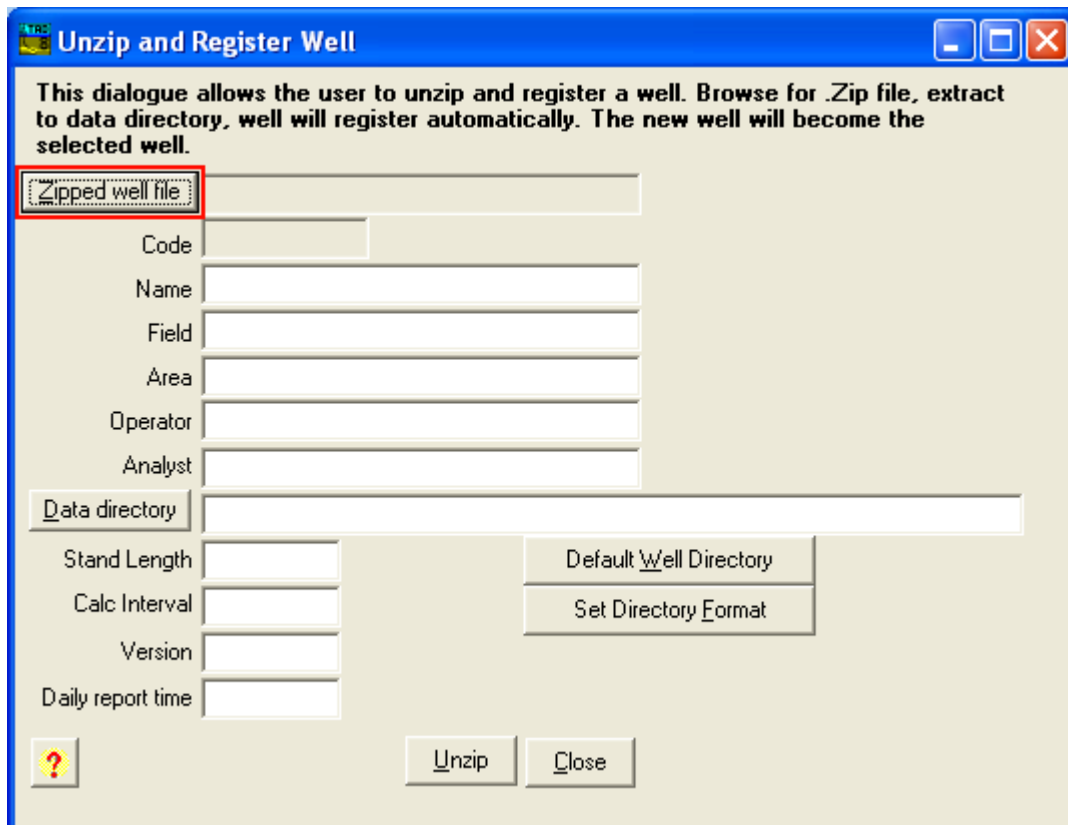 Unzip and Register Well
This dialogue allows the user to unzip and register a well. Browse for .Zip file, extract
to data directory, well will register automatically. The new well will become the
selected well.
Zipped well file
Code
Name
Field
Area
Operator
Analyst
Data directory
Stand Length
Default Well Directory
Calc Interval
Set Directory Format
Version
Daily report time
?
Unzip
Close